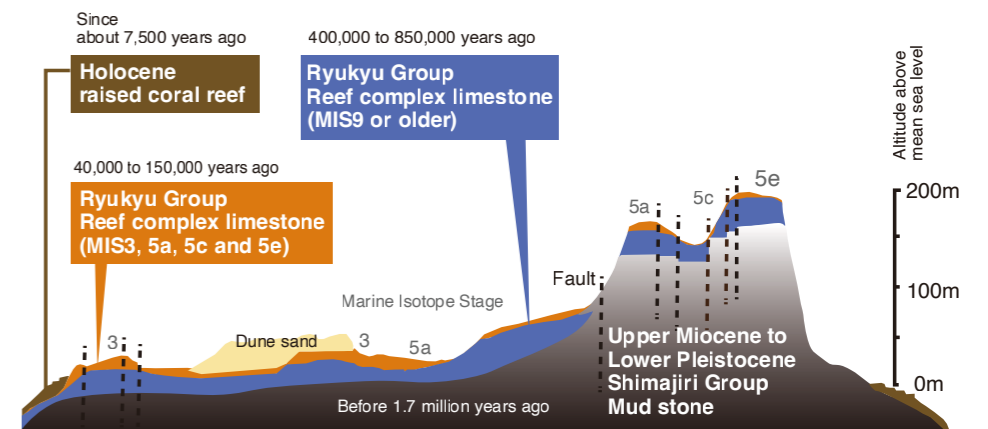 Since
about 7,500 years ago
Holocene
raised coral reef
400,000 to 850,000 years ago
Ryukyu Group
Reef complex limestone
(MIS9 or older)
40,000 to 150,000 years ago
Ryukyu Group
Reef complex limestone
(MIS3, 5a, 5c and 5e)
Altitude above
mean sea level
200m
100m
0m
5a
5c
5e
Fault
Marine Isotope Stage
3
Dune sand
3
5a
Upper Miocene to
Lower Pleistocene
Shimajiri Group
Mud stone
Before 1.7 million years ago